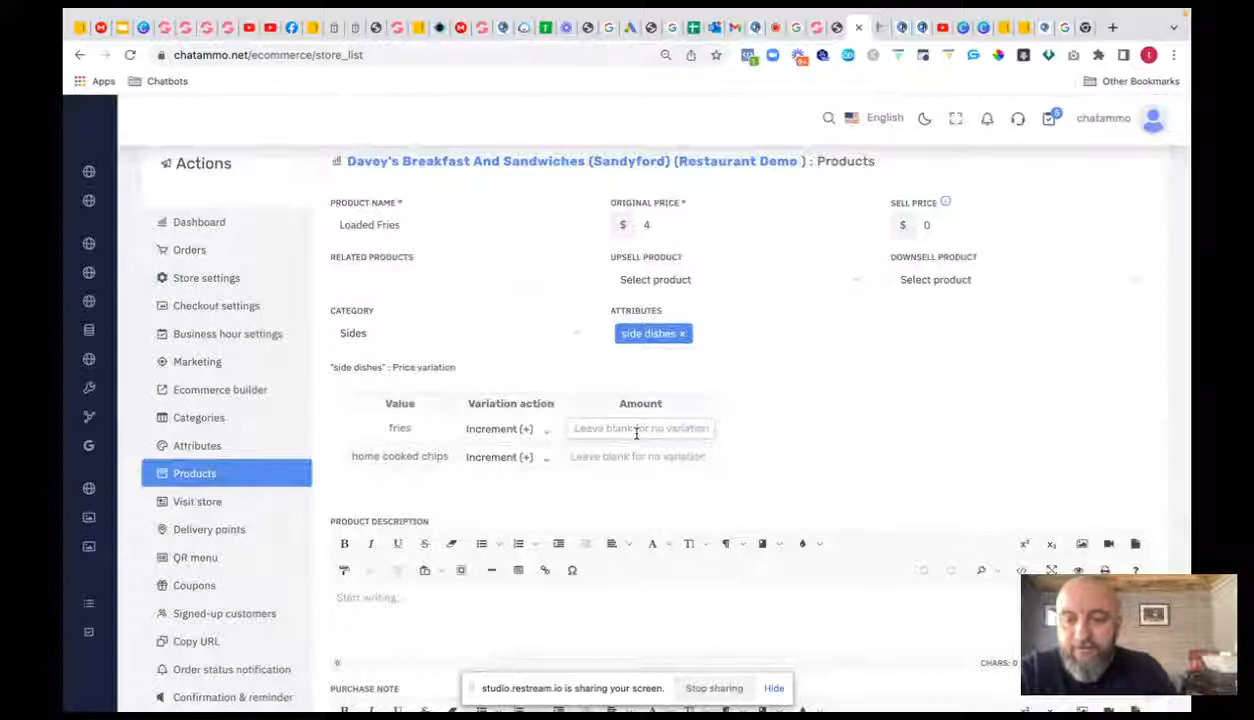 chatammo.net/ecommerce/store_list
Apps
Chatbots
Other Bookmarks
English
chatammo
Actions
Dashboard
Orders
Store settings
Checkout settings
Business hour settings
Marketing
Ecommerce builder
Categories
Attributes
Products
Visit store
Delivery points
QR menu
Coupons
Signed-up customers
Copy URL
Order status notification
Confirmation & reminder
Davey's Breakfast And Sandwiches (Sandyford) (Restaurant Demo ) : Products
PRODUCT NAME *
ORIGINAL PRICE *
SELL PRICE
Loaded Fries
$ 4
$ 0
RELATED PRODUCTS
UPSELL PRODUCT
DOWNSELL PRODUCT
Select product
Select product
CATEGORY
ATTRIBUTES
Sides
side dishes ×
"side dishes" : Price variation
Value Variation action Amount
fries Increment (+) Leave blank for no variation
home cooked chips Increment (+) Leave blank for no variation
PRODUCT DESCRIPTION
Start writing...
0
CHARS: 0
PURCHASE NOTE
studio.restream.io is sharing your screen.
Stop sharing
Hide